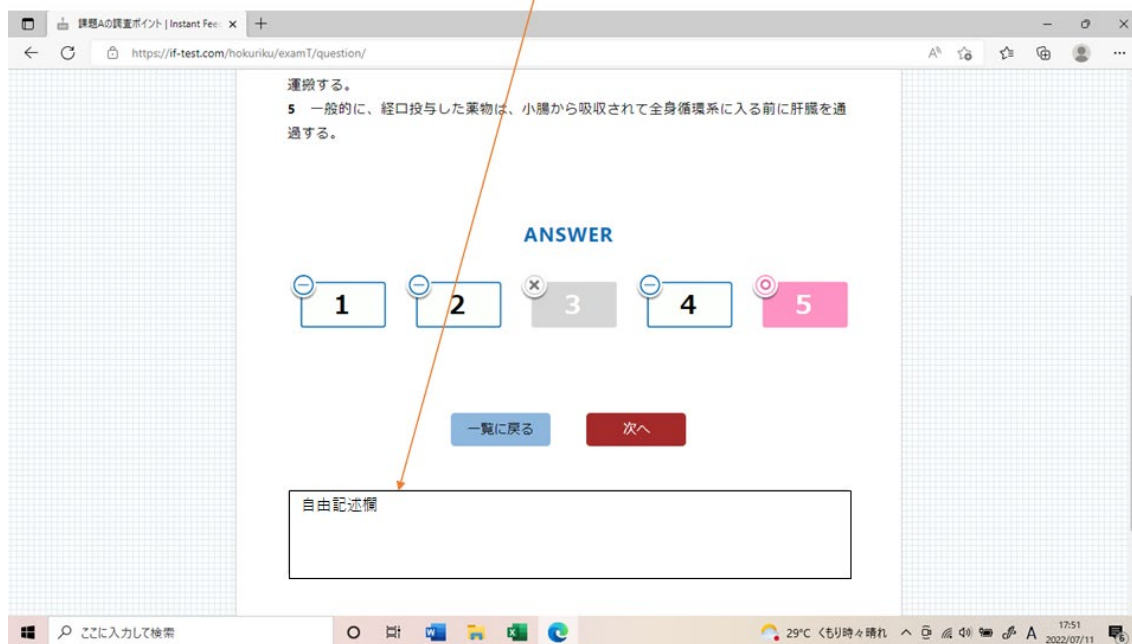 課題Aの調査ポイント | Instant Fee
https://if-test.com/hokuriku/examT/question/
運搬する。
5 一般的に、経口投与した薬物は、小腸から吸収されて全身循環系に入る前に肝臓を通
過する。
ANSWER
1 2 3 4 5
一覧に戻る 次へ
自由記述欄
ここに入力して検索
29°C くもり時々晴れ
A
17:51
2022/07/11
6